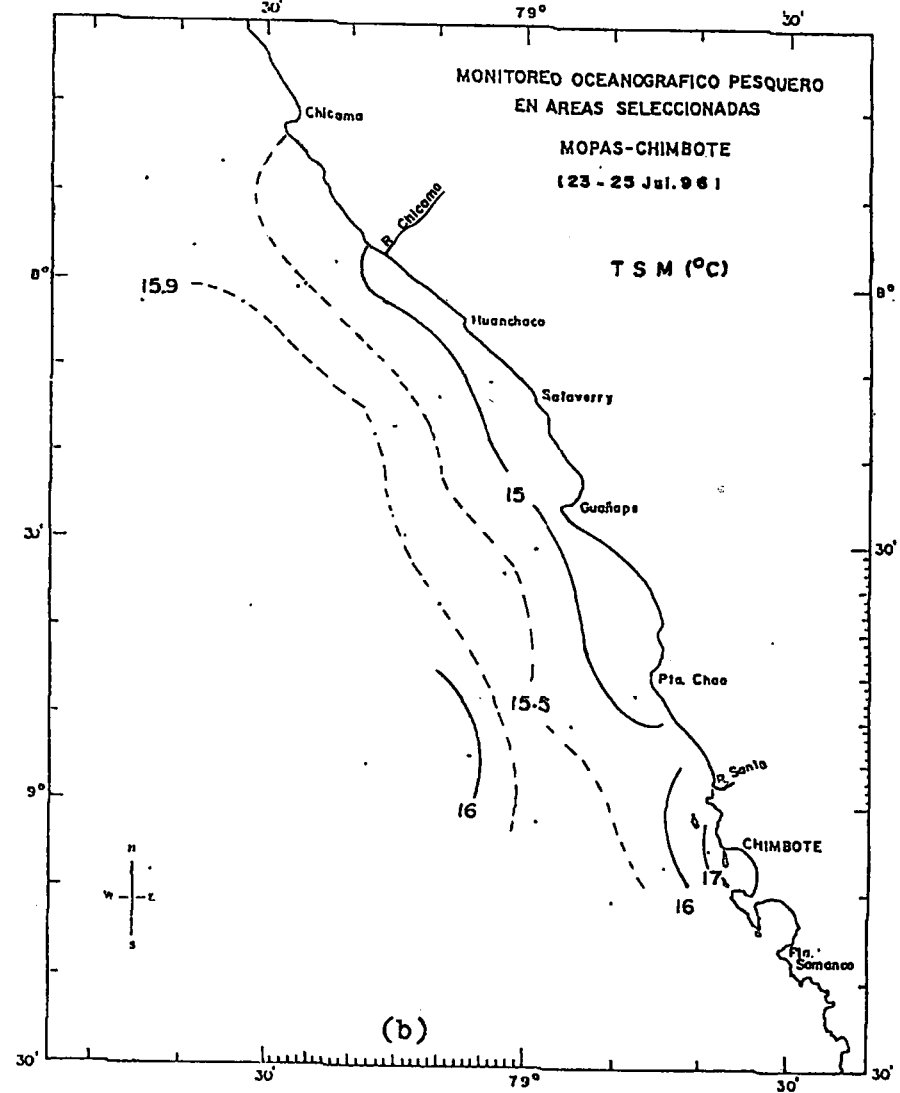 30' 79° 30'
MONITOREO OCEANOGRAFICO PESQUERO
EN AREAS SELECCIONADAS
MOPAS-CHIMBOTE
(23-25 Jul.96)
TSM (°C)
Chicama
R. Chicama
8°
8°
15.9
Huanchaco
Salaverry
15
Guañape
30'
30'
Pta. Chao
15.5
R. Santa
9°
16
CHIMBOTE
17
16
N
W E
S
Pta.
Samanco
(b)
30'
30'
30' 79° 30'